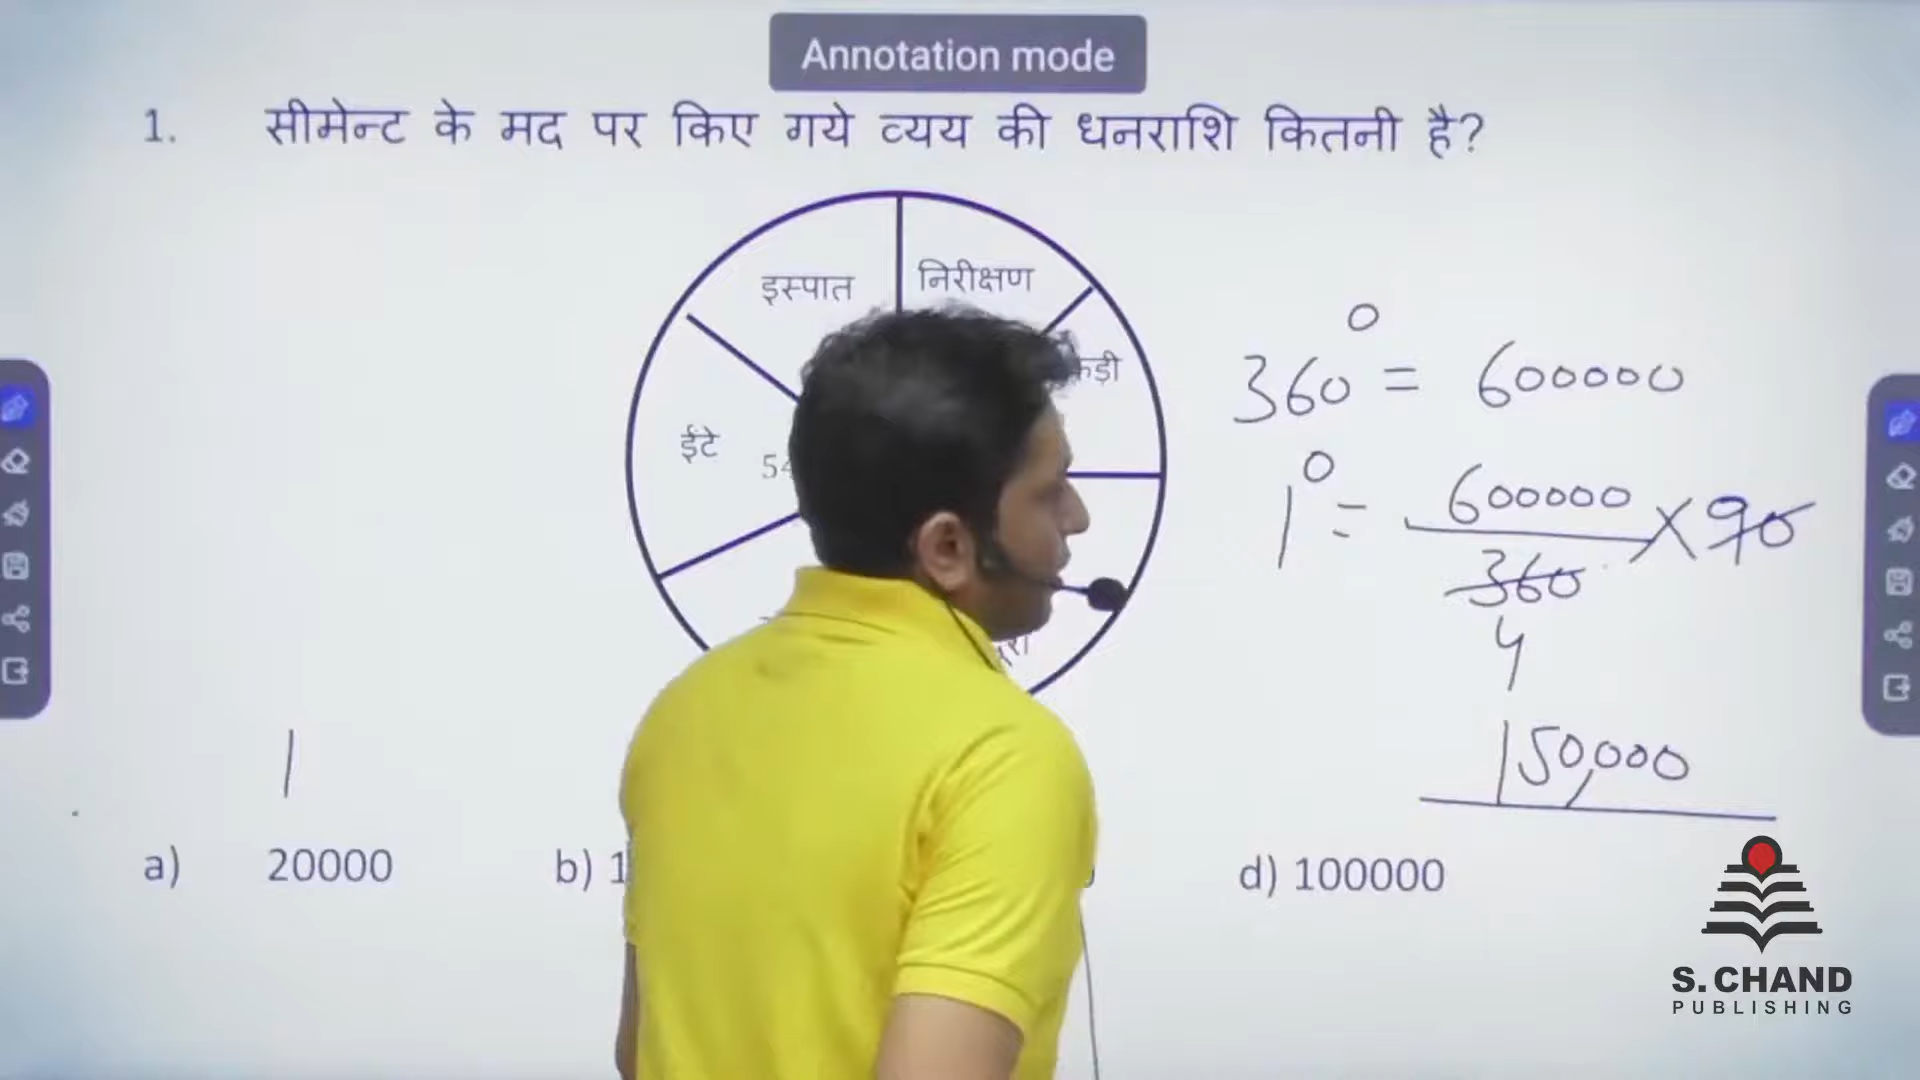 Annotation mode
1. सीमेन्ट के मद पर किए गये व्यय की धनराशि कितनी है?
इस्पात
निरीक्षण
ईंटे
360° = 600000
1° = 600000 × 90
360
4
150,000
a) 20000
d) 100000
S. CHAND
PUBLISHING